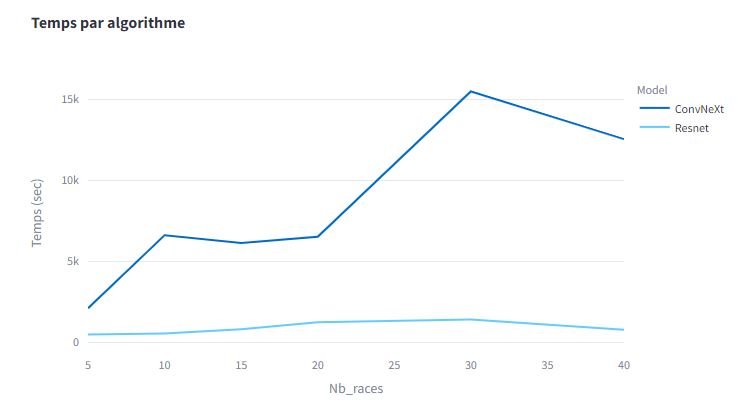 Temps par algorithme
Model
ConvNeXt
Resnet
Temps (sec)
15k
10k
5k
0
5 10 15 20 25 30 35 40
Nb_races